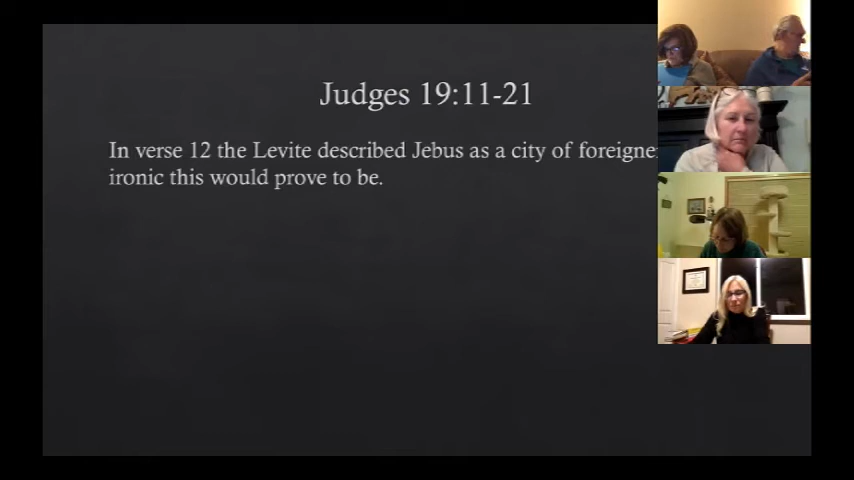 Judges 19:11-21
In verse 12 the Levite described Jebus as a city of
ironic this would prove to be.